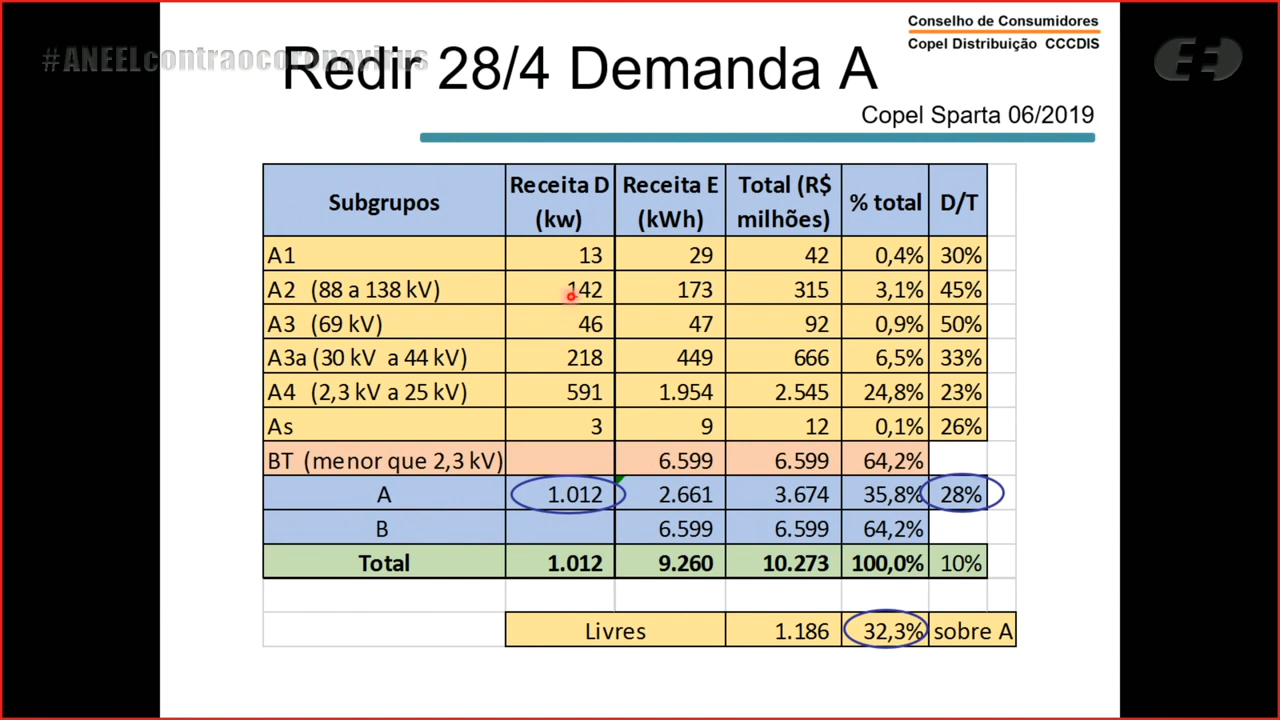 Conselho de Consumidores
Copel Distribuição CCCDIS
#ANEELcontraocoronavirus
Redir 28/4 Demanda A
Copel Sparta 06/2019
Subgrupos Receita D (kw) Receita E (kWh) Total (R$ milhões) % total D/T
A1 13 29 42 0,4% 30%
A2 (88 a 138 kV) 142 173 315 3,1% 45%
A3 (69 kV) 46 47 92 0,9% 50%
A3a (30 kV a 44 kV) 218 449 666 6,5% 33%
A4 (2,3 kV a 25 kV) 591 1.954 2.545 24,8% 23%
As 3 9 12 0,1% 26%
BT (menor que 2,3 kV) 6.599 6.599 64,2%
A 1.012 2.661 3.674 35,8% 28%
B 6.599 6.599 64,2%
Total 1.012 9.260 10.273 100,0% 10%
Livres 1.186 32,3% sobre A